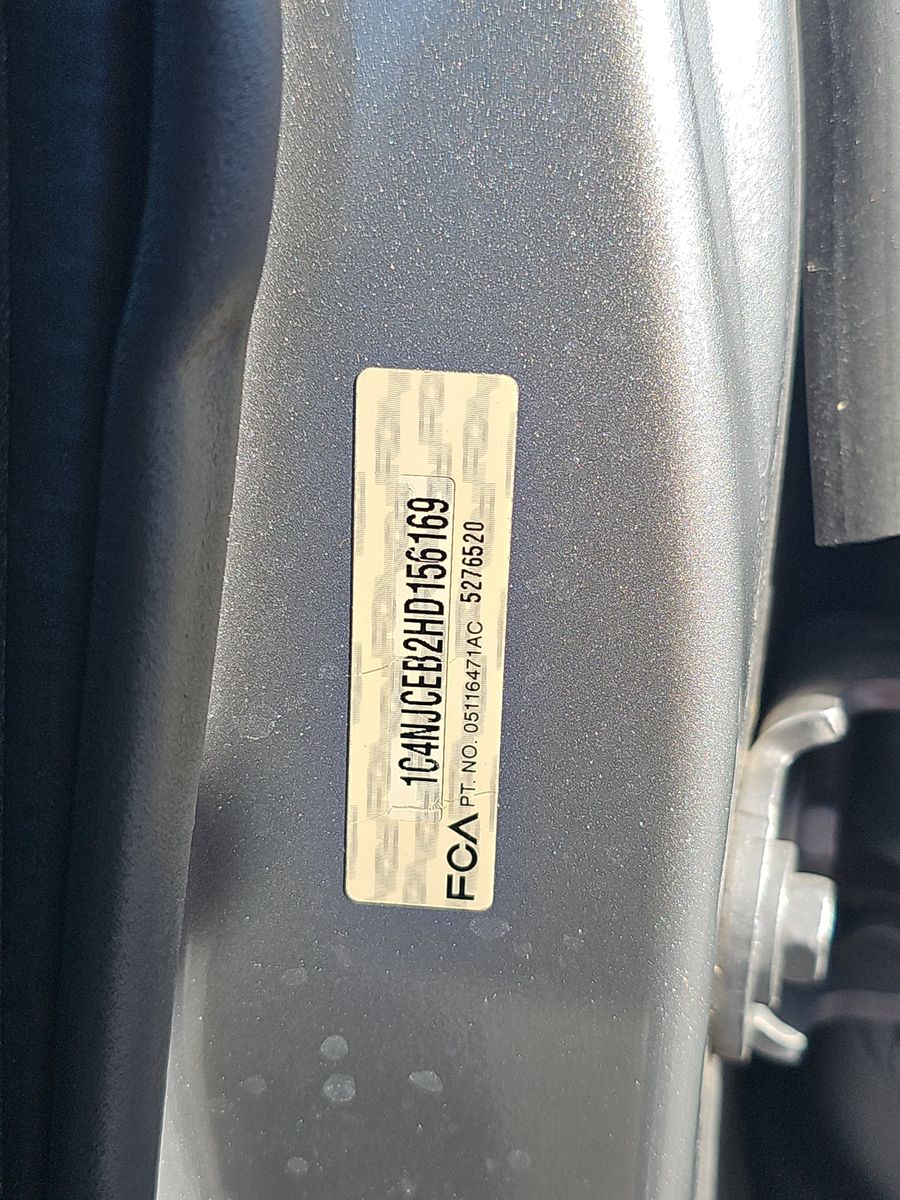 1C4NJCEB2HD156169
FCA PT. NO. 05116471AC 5276520